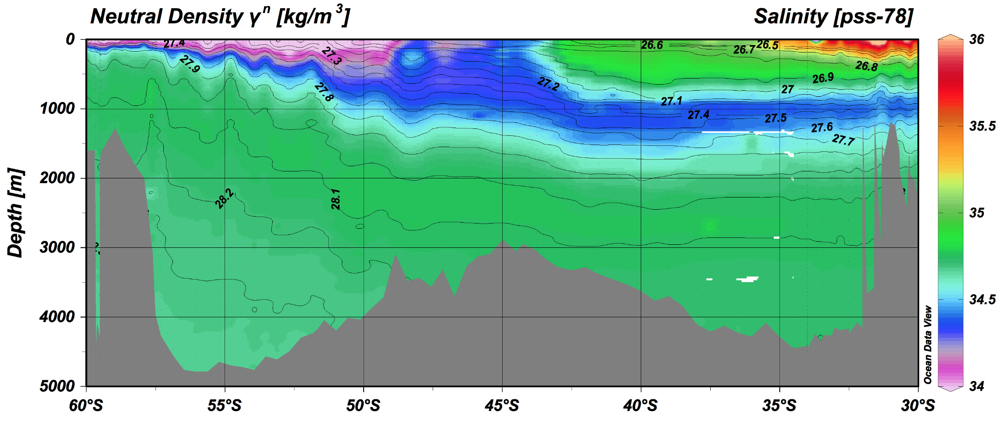 Neutral Density γⁿ [kg/m³]
Salinity [pss-78]
0
1000
2000
3000
4000
5000
Depth [m]
27.4
27.9
27.3
27.8
27.2
26.6
26.7
26.5
26.8
26.9
27
27.1
27.4
27.5
27.6
27.7
28.2
28.1
60°S
55°S
50°S
45°S
40°S
35°S
30°S
Ocean Data View
36
35.5
35
34.5
34